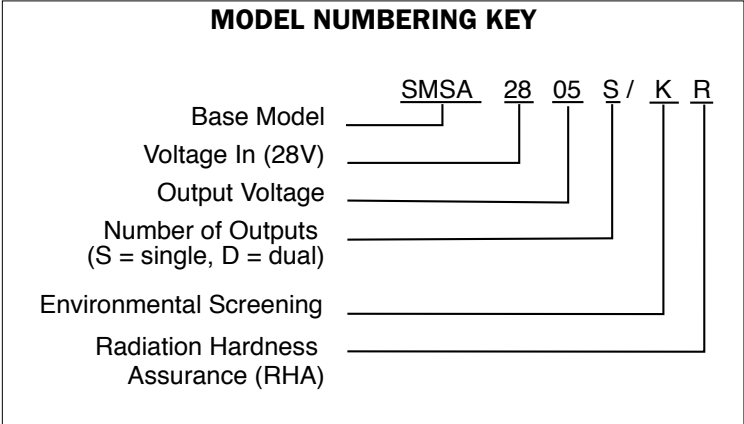 MODEL NUMBERING KEY
SMSA 28 05 S / K R
Base Model
Voltage In (28V)
Output Voltage
Number of Outputs
(S = single, D = dual)
Environmental Screening
Radiation Hardness
Assurance (RHA)